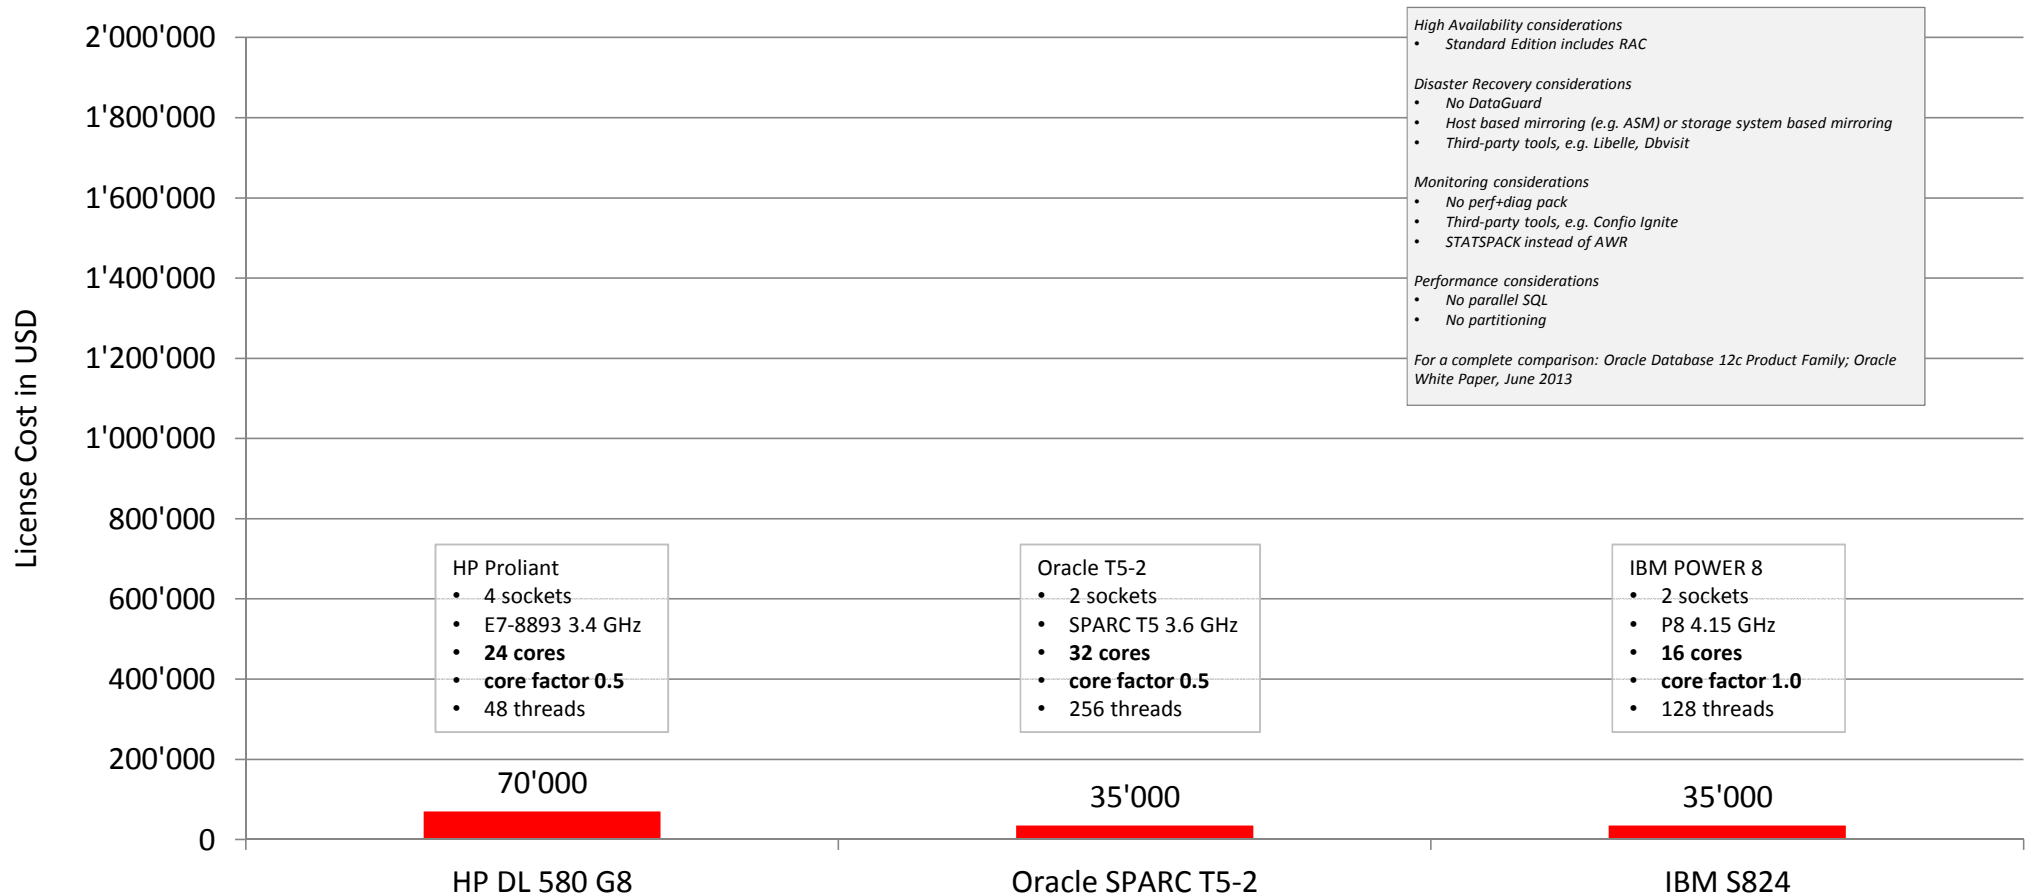 License Cost in USD
2'000'000
1'800'000
1'600'000
1'400'000
1'200'000
1'000'000
800'000
600'000
400'000
200'000
0
High Availability considerations
• Standard Edition includes RAC
Disaster Recovery considerations
• No DataGuard
• Host based mirroring (e.g. ASM) or storage system based mirroring
• Third-party tools, e.g. Libelle, Dbvisit
Monitoring considerations
• No perf+diag pack
• Third-party tools, e.g. Confio Ignite
• STATSPACK instead of AWR
Performance considerations
• No parallel SQL
• No partitioning
For a complete comparison: Oracle Database 12c Product Family; Oracle
White Paper, June 2013
HP Proliant
• 4 sockets
• E7-8893 3.4 GHz
• 24 cores
• core factor 0.5
• 48 threads
Oracle T5-2
• 2 sockets
• SPARC T5 3.6 GHz
• 32 cores
• core factor 0.5
• 256 threads
IBM POWER 8
• 2 sockets
• P8 4.15 GHz
• 16 cores
• core factor 1.0
• 128 threads
70'000
35'000
35'000
HP DL 580 G8
Oracle SPARC T5-2
IBM S824